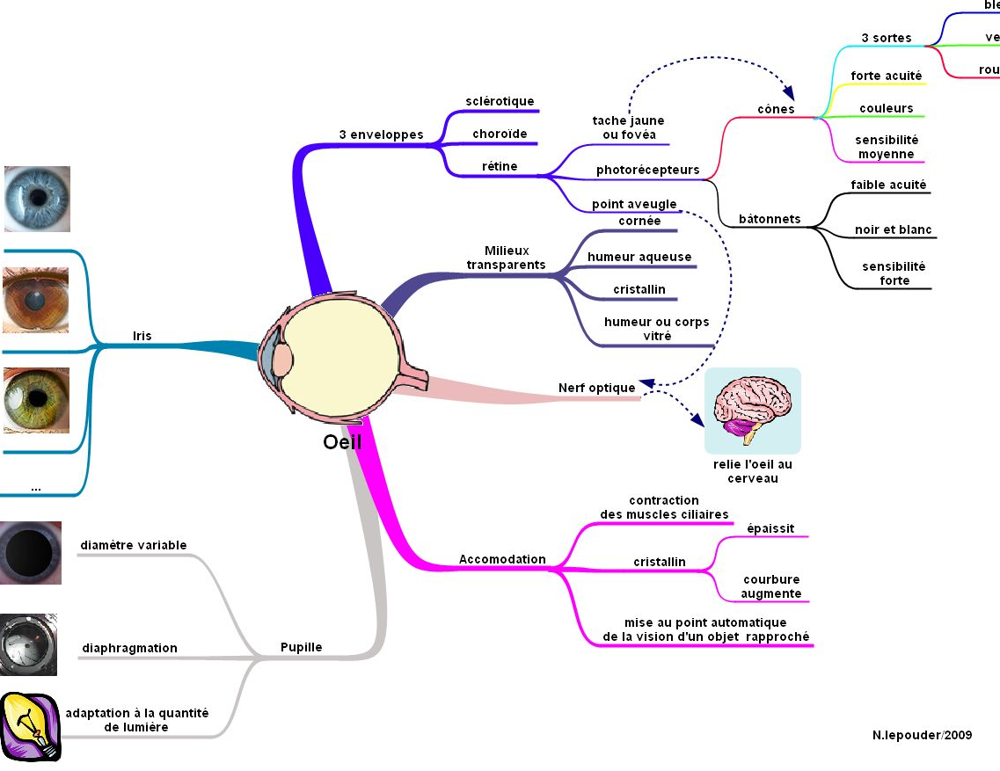 ble
3 sortes
ve
rou
forte acuité
couleurs
sensibilité
moyenne
cônes
sclérotique
3 enveloppes
choroïde
rétine
tache jaune
ou fovéa
photorécepteurs
point aveugle
bâtonnets
faible acuité
noir et blanc
sensibilité
forte
Milieux
transparents
cornée
humeur aqueuse
cristallin
humeur ou corps
vitré
Iris
...
Nerf optique
relie l'oeil au
cerveau
Oeil
contraction
des muscles ciliaires
Accomodation
cristallin
épaissit
courbure
augmente
mise au point automatique
de la vision d'un objet rapproché
diamètre variable
diaphragmation
Pupille
adaptation à la quantité
de lumière
N.lepouder/2009